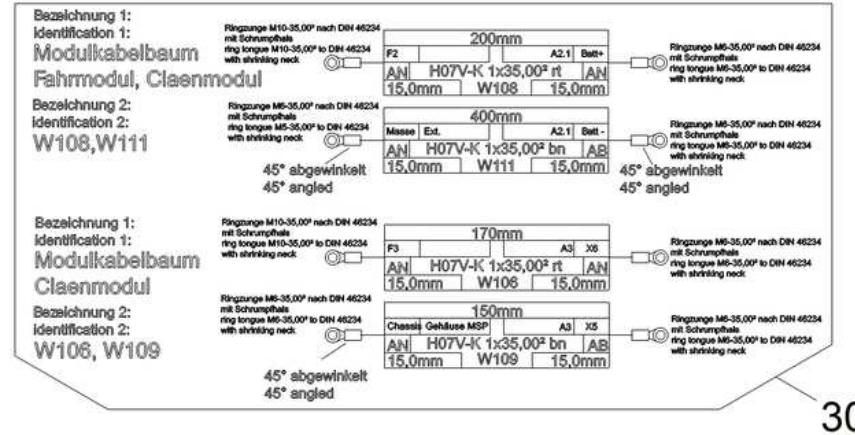 Bezeichnung 1:
Identification 1:
Modulkabelbaum
Fahrmodul, Claenmodul
Bezeichnung 2:
identification 2:
W108,W111
Ringzunge M10-35,00² nach DIN 46234
mit Schrumpfhals
ring tongue M10-35,00² to DIN 46234
with shrinking neck
200mm
F2 A2.1 Batt+
AN H07V-K 1x35,00² rt AN
15,0mm W108 15,0mm
Ringzunge M6-35,00² nach DIN 46234
mit Schrumpfhals
ring tongue M6-35,00² to DIN 46234
with shrinking neck
Ringzunge M6-35,00² nach DIN 46234
mit Schrumpfhals
ring tongue M5-35,00² to DIN 46234
with shrinking neck
45° abgewinkelt
45° angled
400mm
Masse Ext. A2.1 Batt -
AN H07V-K 1x35,00² bn AB
15,0mm W111 15,0mm
Ringzunge M6-35,00² nach DIN 46234
mit Schrumpfhals
ring tongue M6-35,00² to DIN 46234
with shrinking neck
45° abgewinkelt
45° angled
Bezeichnung 1:
Identification 1:
Modulkabelbaum
Claenmodul
Bezeichnung 2:
identification 2:
W106, W109
Ringzunge M10-35,00² nach DIN 46234
mit Schrumpfhals
ring tongue M10-35,00² to DIN 46234
with shrinking neck
170mm
F3 A3 X6
AN H07V-K 1x35,00² rt AN
15,0mm W106 15,0mm
Ringzunge M6-35,00² nach DIN 46234
mit Schrumpfhals
ring tongue M6-35,00² to DIN 46234
with shrinking neck
Ringzunge M6-35,00² nach DIN 46234
mit Schrumpfhals
ring tongue M6-35,00² to DIN 46234
with shrinking neck
45° abgewinkelt
45° angled
150mm
Chassis Gehäuse MSP A3 X5
AN H07V-K 1x35,00² bn AB
15,0mm W109 15,0mm
Ringzunge M6-35,00² nach DIN 46234
mit Schrumpfhals
ring tongue M6-35,00² to DIN 46234
with shrinking neck
30